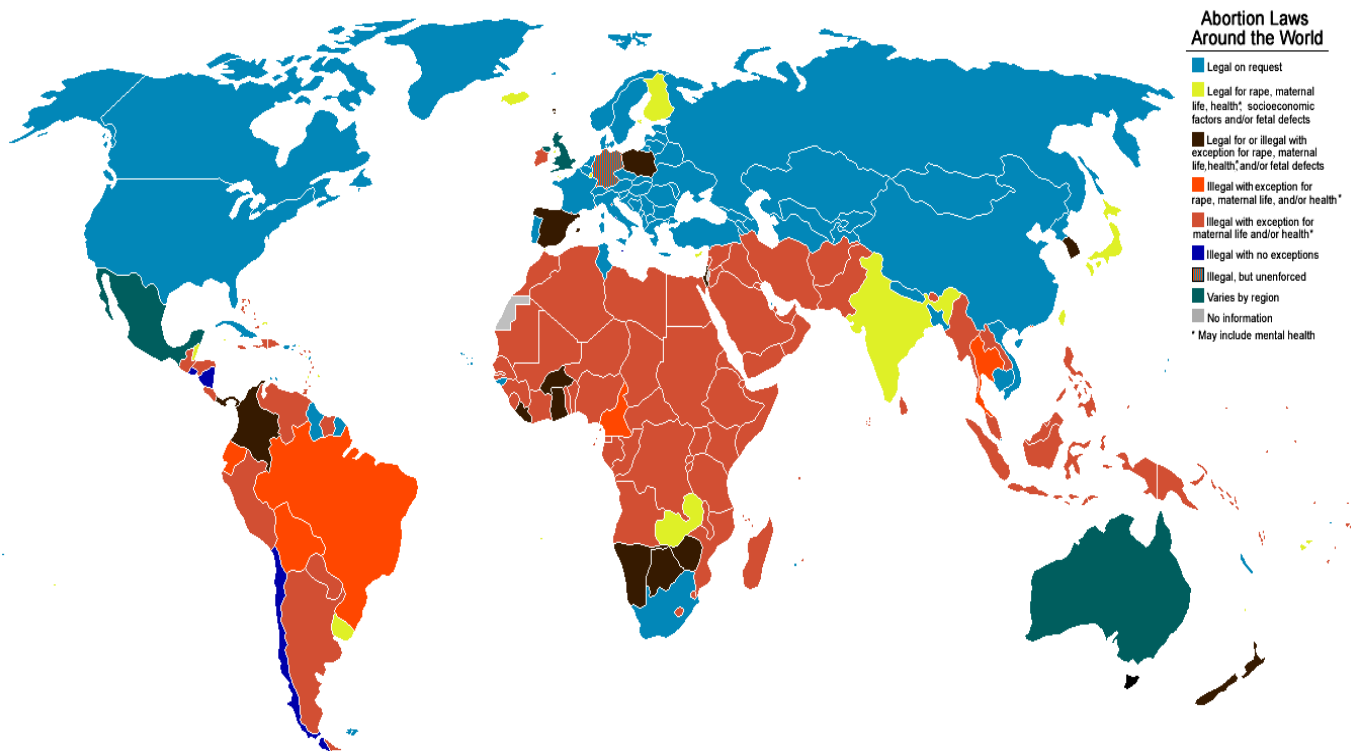 Abortion Laws
Around the World
Legal on request
Legal for rape, maternal
life, health*, socioeconomic
factors and/or fetal defects
Legal for or illegal with
exception for rape, maternal
life,health*,and/or fetal defects
Illegal with exception for
rape, maternal life, and/or health*
Illegal with exception for
maternal life and/or health*
Illegal with no exceptions
Illegal, but unenforced
Varies by region
No information
* May include mental health